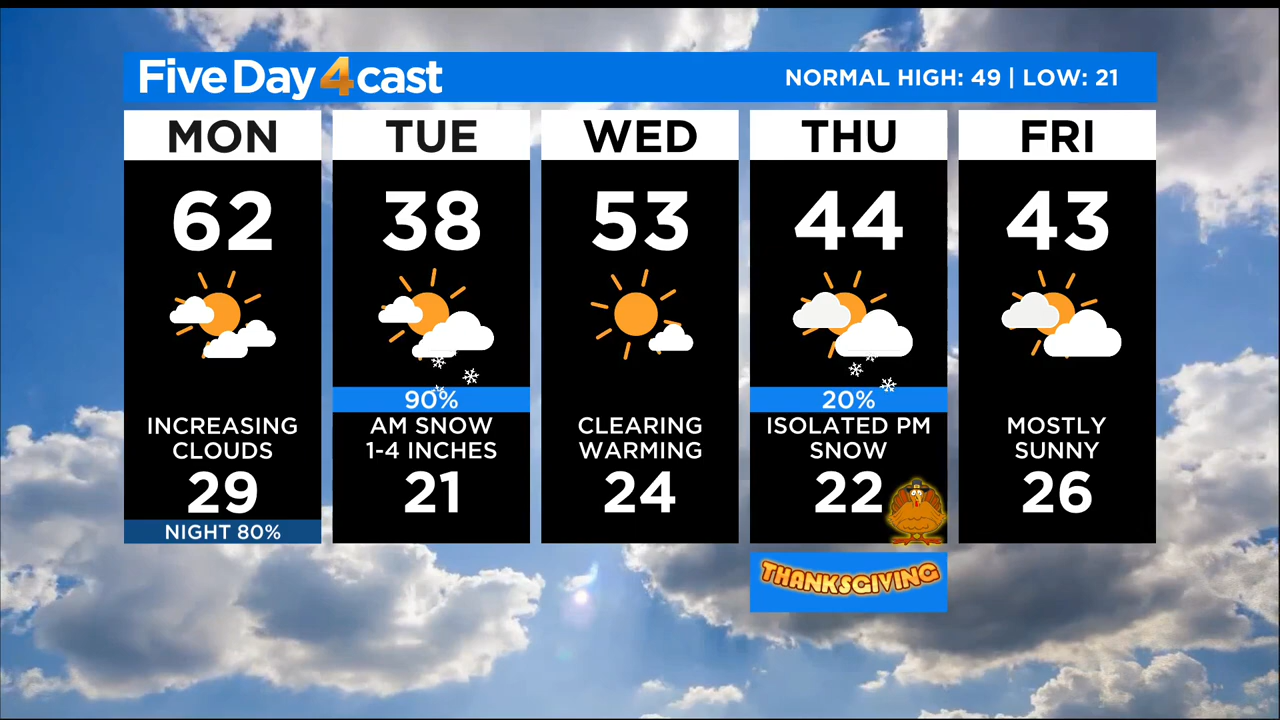 Five Day 4cast
NORMAL HIGH: 49 | LOW: 21
MON
62
INCREASING
CLOUDS
29
NIGHT 80%
TUE
38
90%
AM SNOW
1-4 INCHES
21
WED
53
CLEARING
WARMING
24
THU
44
20%
ISOLATED PM
SNOW
22
THANKSGIVING
FRI
43
MOSTLY
SUNNY
26